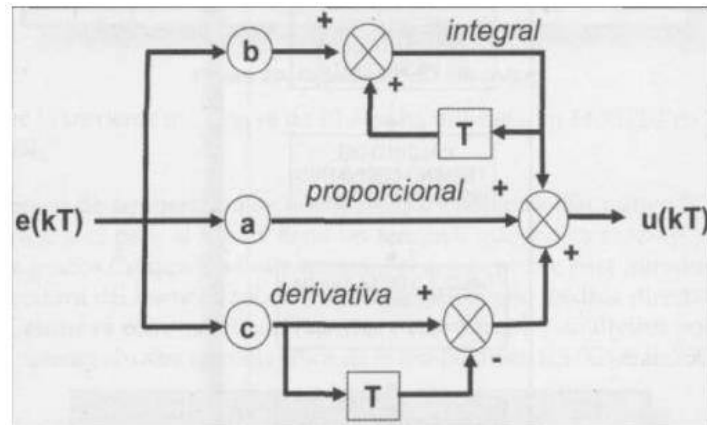 +
b
integral
+
T
proporcional
+
e(kT)
a
u(kT)
+
derivativa
+
c
T